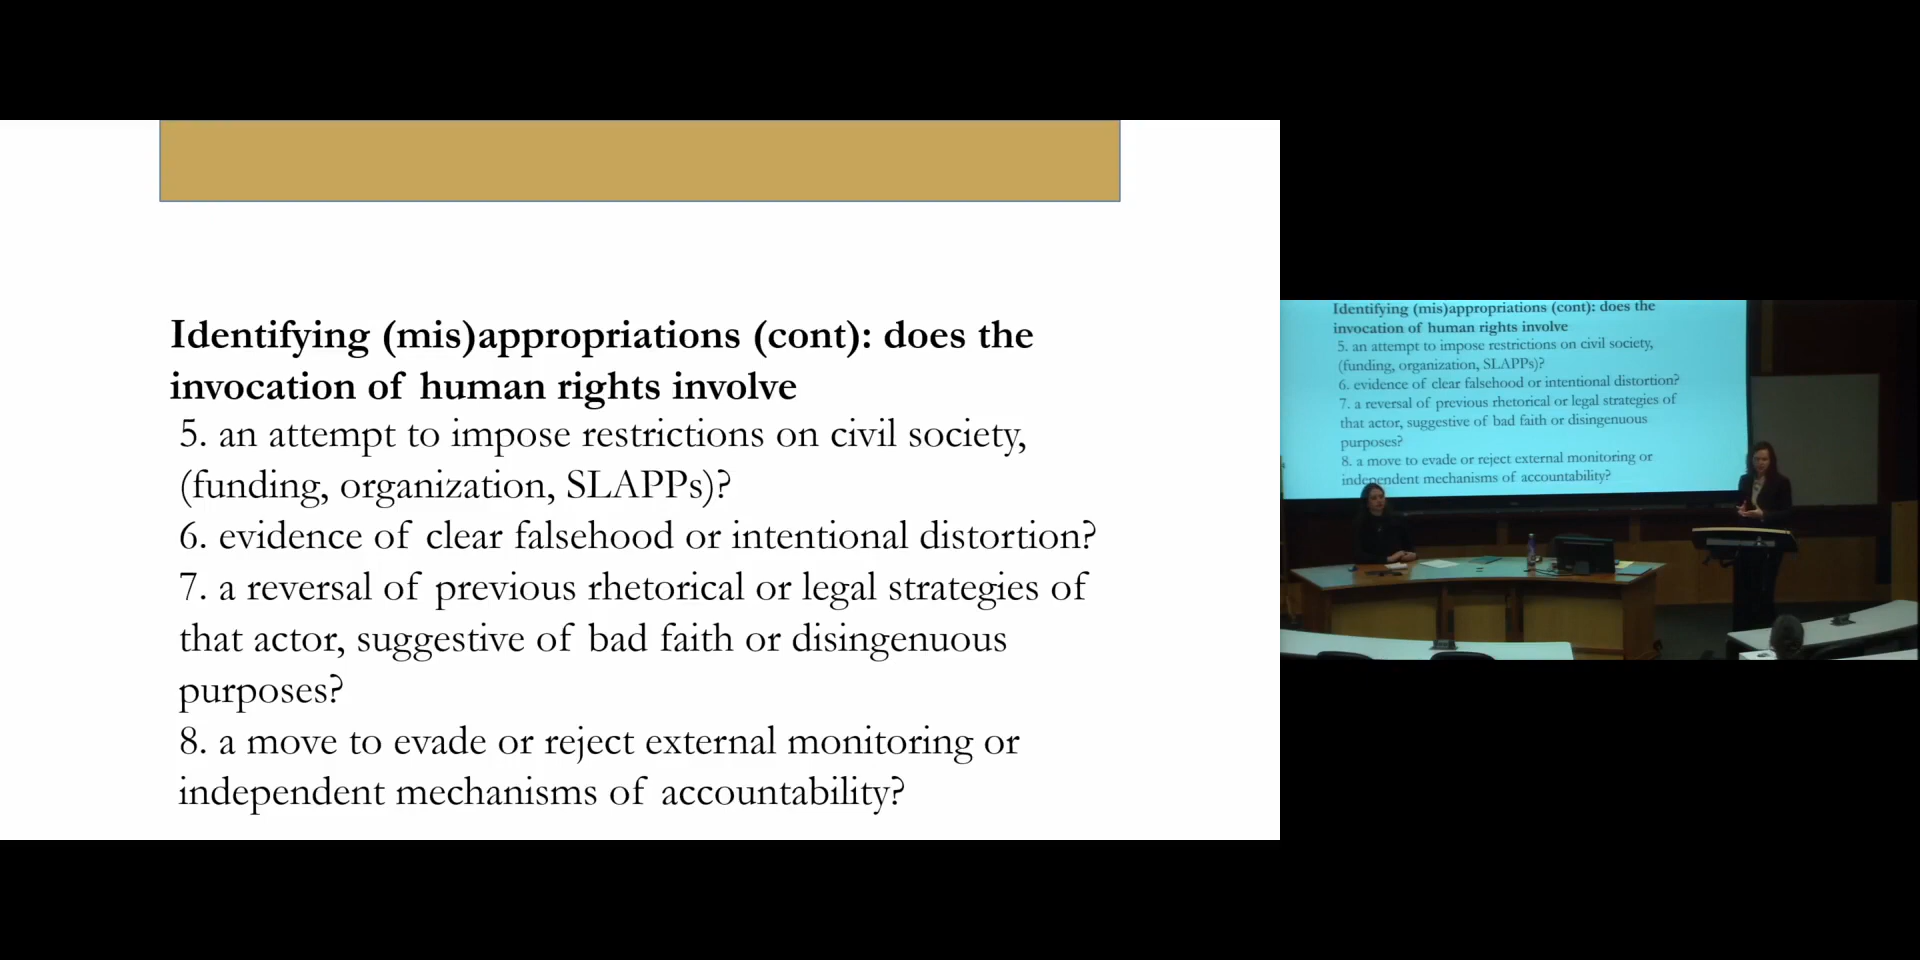 Identifying (mis)appropriations (cont): does the
invocation of human rights involve
5. an attempt to impose restrictions on civil society,
(funding, organization, SLAPPs)?
6. evidence of clear falsehood or intentional distortion?
7. a reversal of previous rhetorical or legal strategies of
that actor, suggestive of bad faith or disingenuous
purposes?
8. a move to evade or reject external monitoring or
independent mechanisms of accountability?
Identifying (mis)appropriations (cont): does the
invocation of human rights involve
5. an attempt to impose restrictions on civil society,
(funding, organization, SLAPPs)?
6. evidence of clear falsehood or intentional distortion?
7. a reversal of previous rhetorical or legal strategies of
that actor, suggestive of bad faith or disingenuous
purposes?
8. a move to evade or reject external monitoring or
independent mechanisms of accountability?